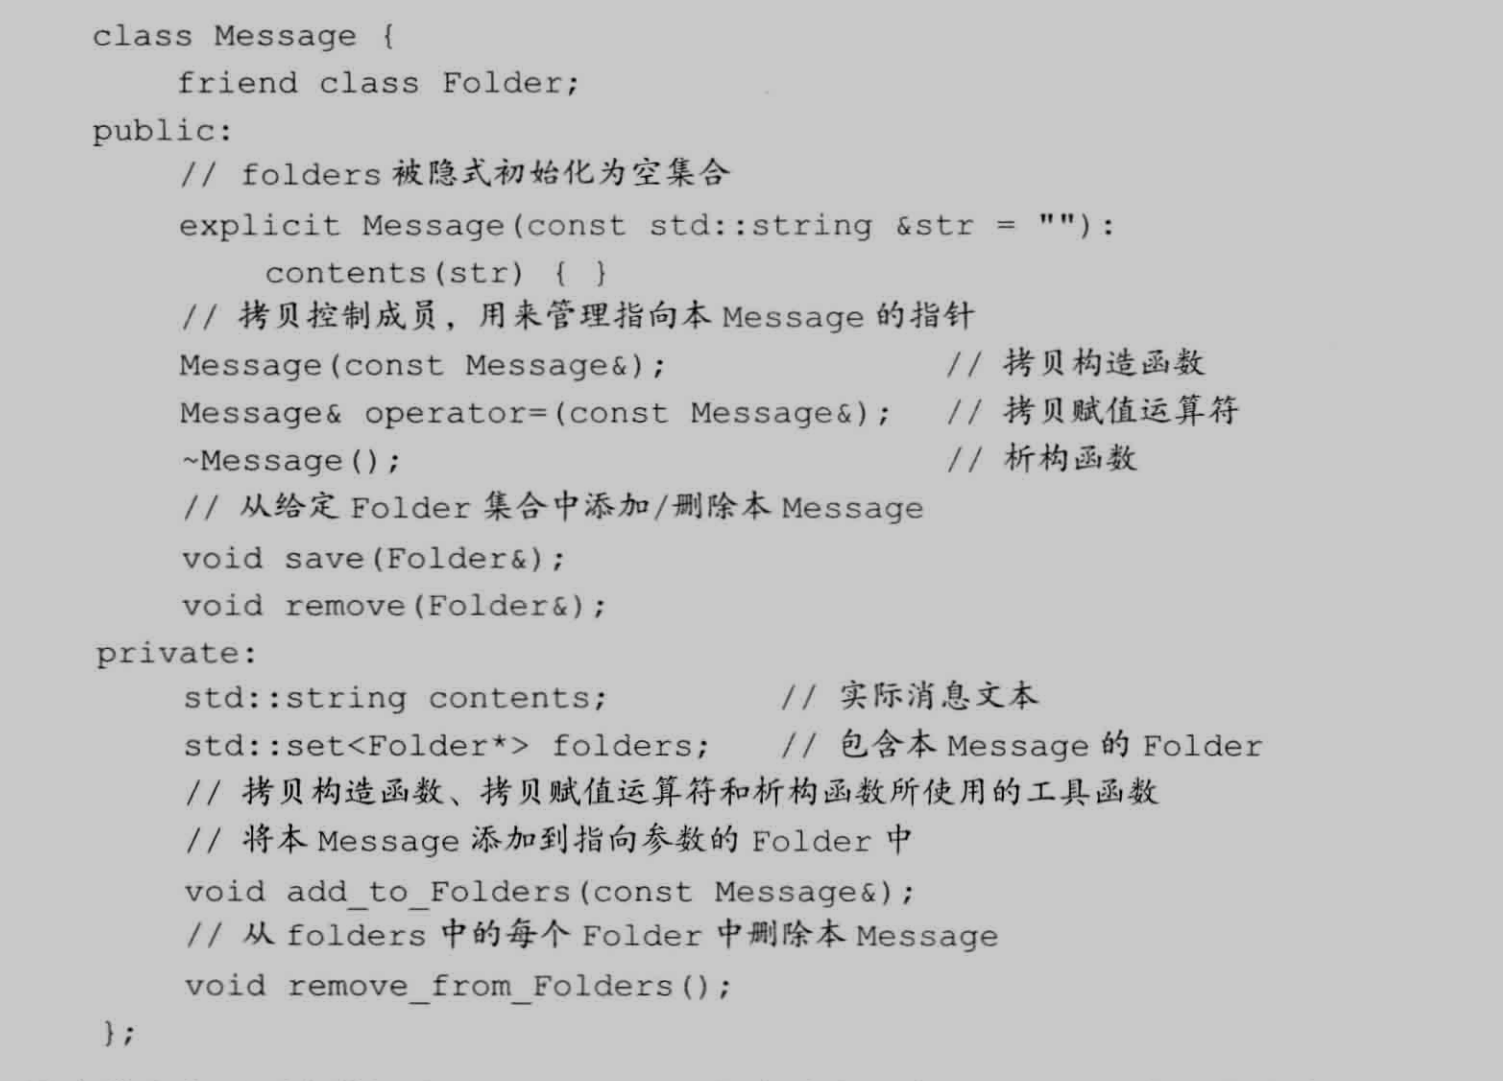 class Message {
    friend class Folder;
public:
    // folders 被隐式初始化为空集合
    explicit Message(const std::string &str = ""):
        contents(str) { }
    // 拷贝控制成员，用来管理指向本 Message 的指针
    Message(const Message&);             // 拷贝构造函数
    Message& operator=(const Message&);  // 拷贝赋值运算符
    ~Message();                          // 析构函数
    // 从给定 Folder 集合中添加/删除本 Message
    void save(Folder&);
    void remove(Folder&);
private:
    std::string contents;        // 实际消息文本
    std::set<Folder*> folders;   // 包含本 Message 的 Folder
    // 拷贝构造函数、拷贝赋值运算符和析构函数所使用的工具函数
    // 将本 Message 添加到指向参数的 Folder 中
    void add_to_Folders(const Message&);
    // 从 folders 中的每个 Folder 中删除本 Message
    void remove_from_Folders();
};